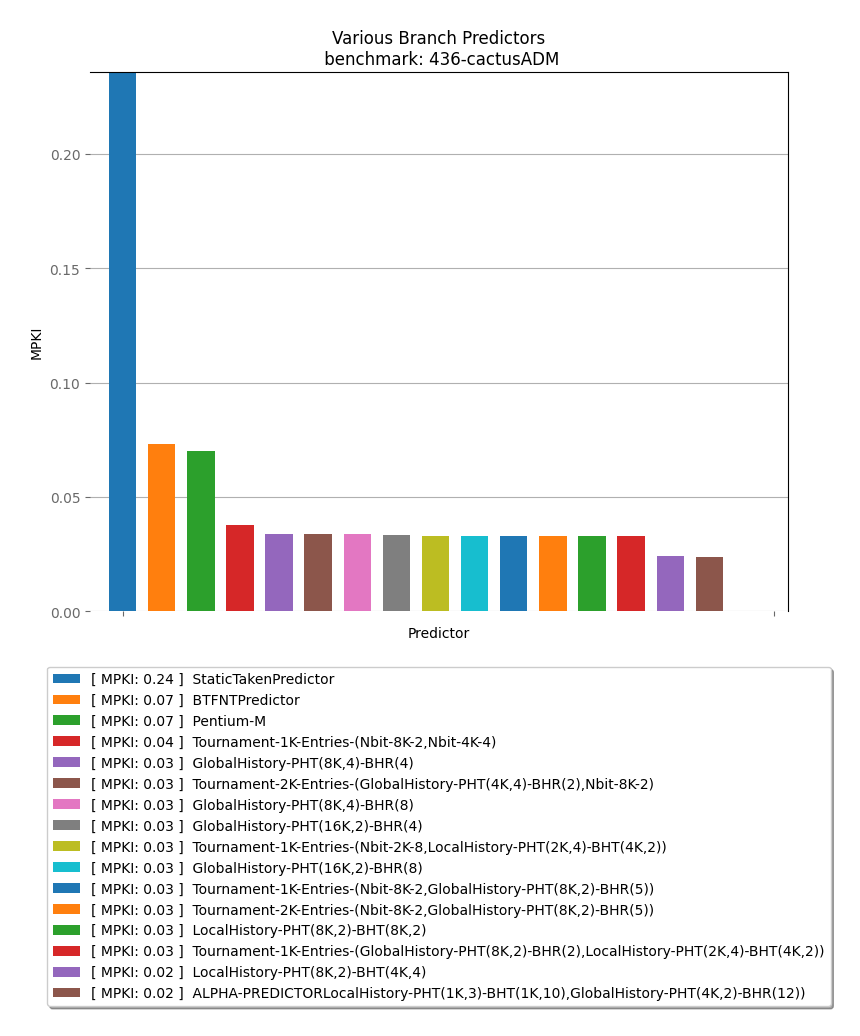 Various Branch Predictors
benchmark: 436-cactusADM
0.20
0.15
0.10
0.05
0.00
MPKI
Predictor
[ MPKI: 0.24 ] StaticTakenPredictor
[ MPKI: 0.07 ] BTFNTPredictor
[ MPKI: 0.07 ] Pentium-M
[ MPKI: 0.04 ] Tournament-1K-Entries-(Nbit-8K-2,Nbit-4K-4)
[ MPKI: 0.03 ] GlobalHistory-PHT(8K,4)-BHR(4)
[ MPKI: 0.03 ] Tournament-2K-Entries-(GlobalHistory-PHT(4K,4)-BHR(2),Nbit-8K-2)
[ MPKI: 0.03 ] GlobalHistory-PHT(8K,4)-BHR(8)
[ MPKI: 0.03 ] GlobalHistory-PHT(16K,2)-BHR(4)
[ MPKI: 0.03 ] Tournament-1K-Entries-(Nbit-2K-8,LocalHistory-PHT(2K,4)-BHT(4K,2))
[ MPKI: 0.03 ] GlobalHistory-PHT(16K,2)-BHR(8)
[ MPKI: 0.03 ] Tournament-1K-Entries-(Nbit-8K-2,GlobalHistory-PHT(8K,2)-BHR(5))
[ MPKI: 0.03 ] Tournament-2K-Entries-(Nbit-8K-2,GlobalHistory-PHT(8K,2)-BHR(5))
[ MPKI: 0.03 ] LocalHistory-PHT(8K,2)-BHT(8K,2)
[ MPKI: 0.03 ] Tournament-1K-Entries-(GlobalHistory-PHT(8K,2)-BHR(2),LocalHistory-PHT(2K,4)-BHT(4K,2))
[ MPKI: 0.02 ] LocalHistory-PHT(8K,2)-BHT(4K,4)
[ MPKI: 0.02 ] ALPHA-PREDICTORLocalHistory-PHT(1K,3)-BHT(1K,10),GlobalHistory-PHT(4K,2)-BHR(12))